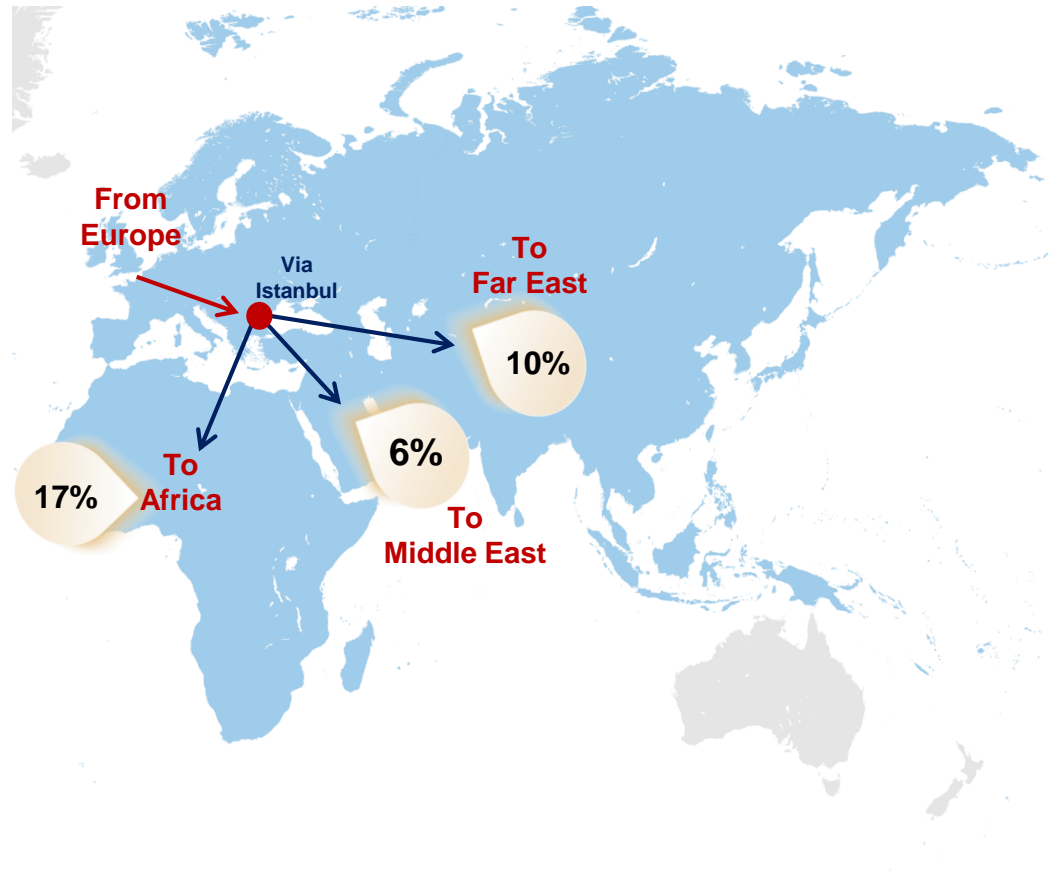 From
Europe
Via
Istanbul
To
Far East
10%
6%
To
Middle East
To
Africa
17%